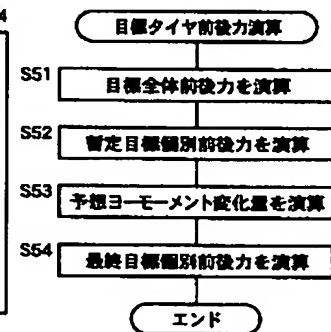 4
目標タイヤ前後力演算
S51
目標全体前後力を演算
S52
暫定目標個別前後力を演算
S53
予想ヨーモーメント変化量を演算
S54
最終目標個別前後力を演算
エンド